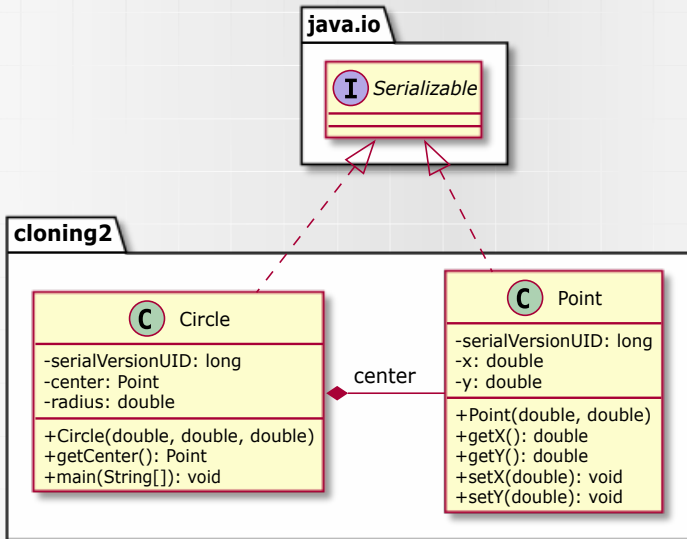 java.io
I Serializable
cloning2
C Circle
-serialVersionUID: long
-center: Point
-radius: double
+Circle(double, double, double)
+getCenter(): Point
+main(String[]): void
center
C Point
-serialVersionUID: long
-x: double
-y: double
+Point(double, double)
+getX(): double
+getY(): double
+setX(double): void
+setY(double): void